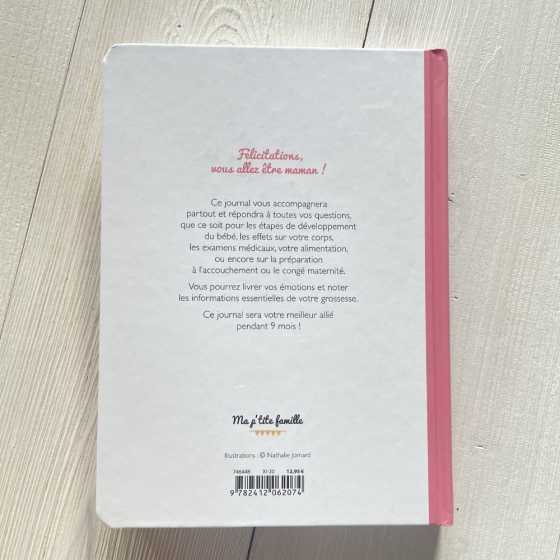 Félicitations,
vous allez être maman !
Ce journal vous accompagnera
partout et répondra à toutes vos questions,
que ce soit pour les étapes de développement
du bébé, les effets sur votre corps,
les examens médicaux, votre alimentation,
ou encore sur la préparation
à l'accouchement ou le congé maternité.
Vous pourrez livrer vos émotions et noter
les informations essentielles de votre grossesse.
Ce journal sera votre meilleur allié
pendant 9 mois !
Ma p'tite famille
Illustrations : © Nathalie Jomard
746448 XI-20 12,95 €
9 782412 062074